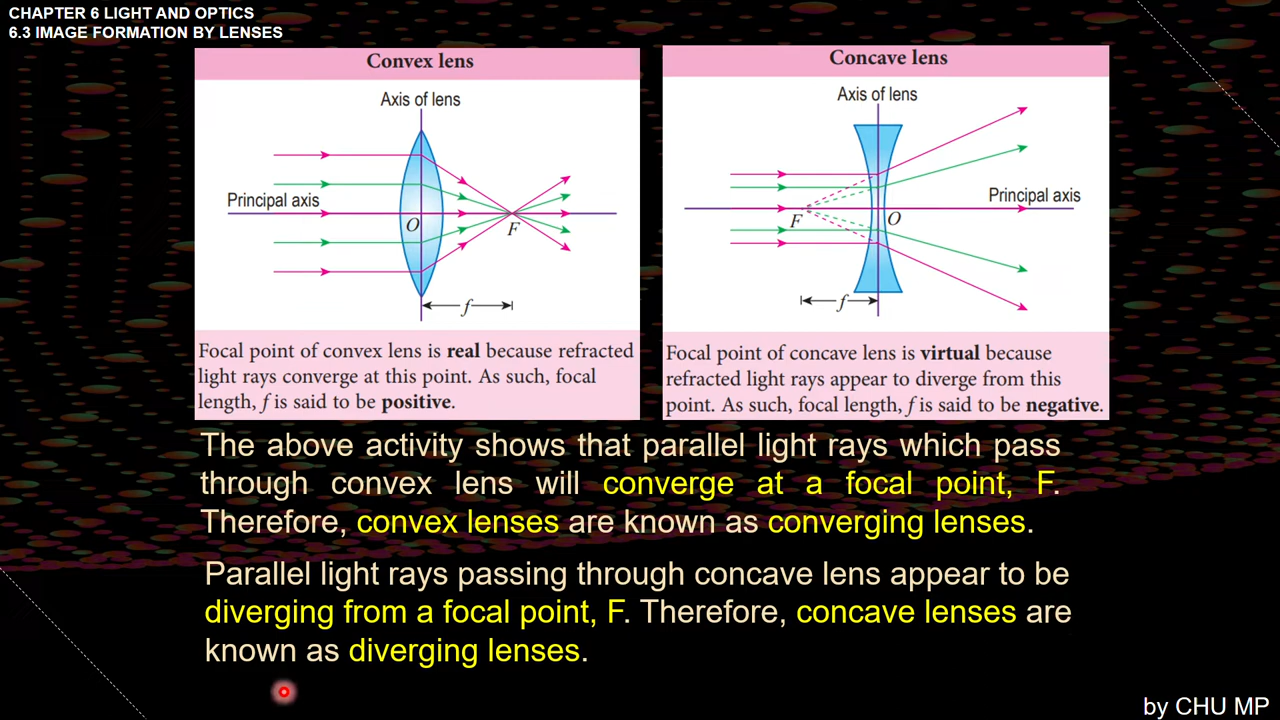 CHAPTER 6 LIGHT AND OPTICS
6.3 IMAGE FORMATION BY LENSES
Convex lens
Axis of lens
Principal axis
O
F
f
Focal point of convex lens is real because refracted
light rays converge at this point. As such, focal
length, f is said to be positive.
Concave lens
Axis of lens
Principal axis
F
O
f
Focal point of concave lens is virtual because
refracted light rays appear to diverge from this
point. As such, focal length, f is said to be negative.
The above activity shows that parallel light rays which pass
through convex lens will converge at a focal point, F.
Therefore, convex lenses are known as converging lenses.
Parallel light rays passing through concave lens appear to be
diverging from a focal point, F. Therefore, concave lenses are
known as diverging lenses.
by CHU MP